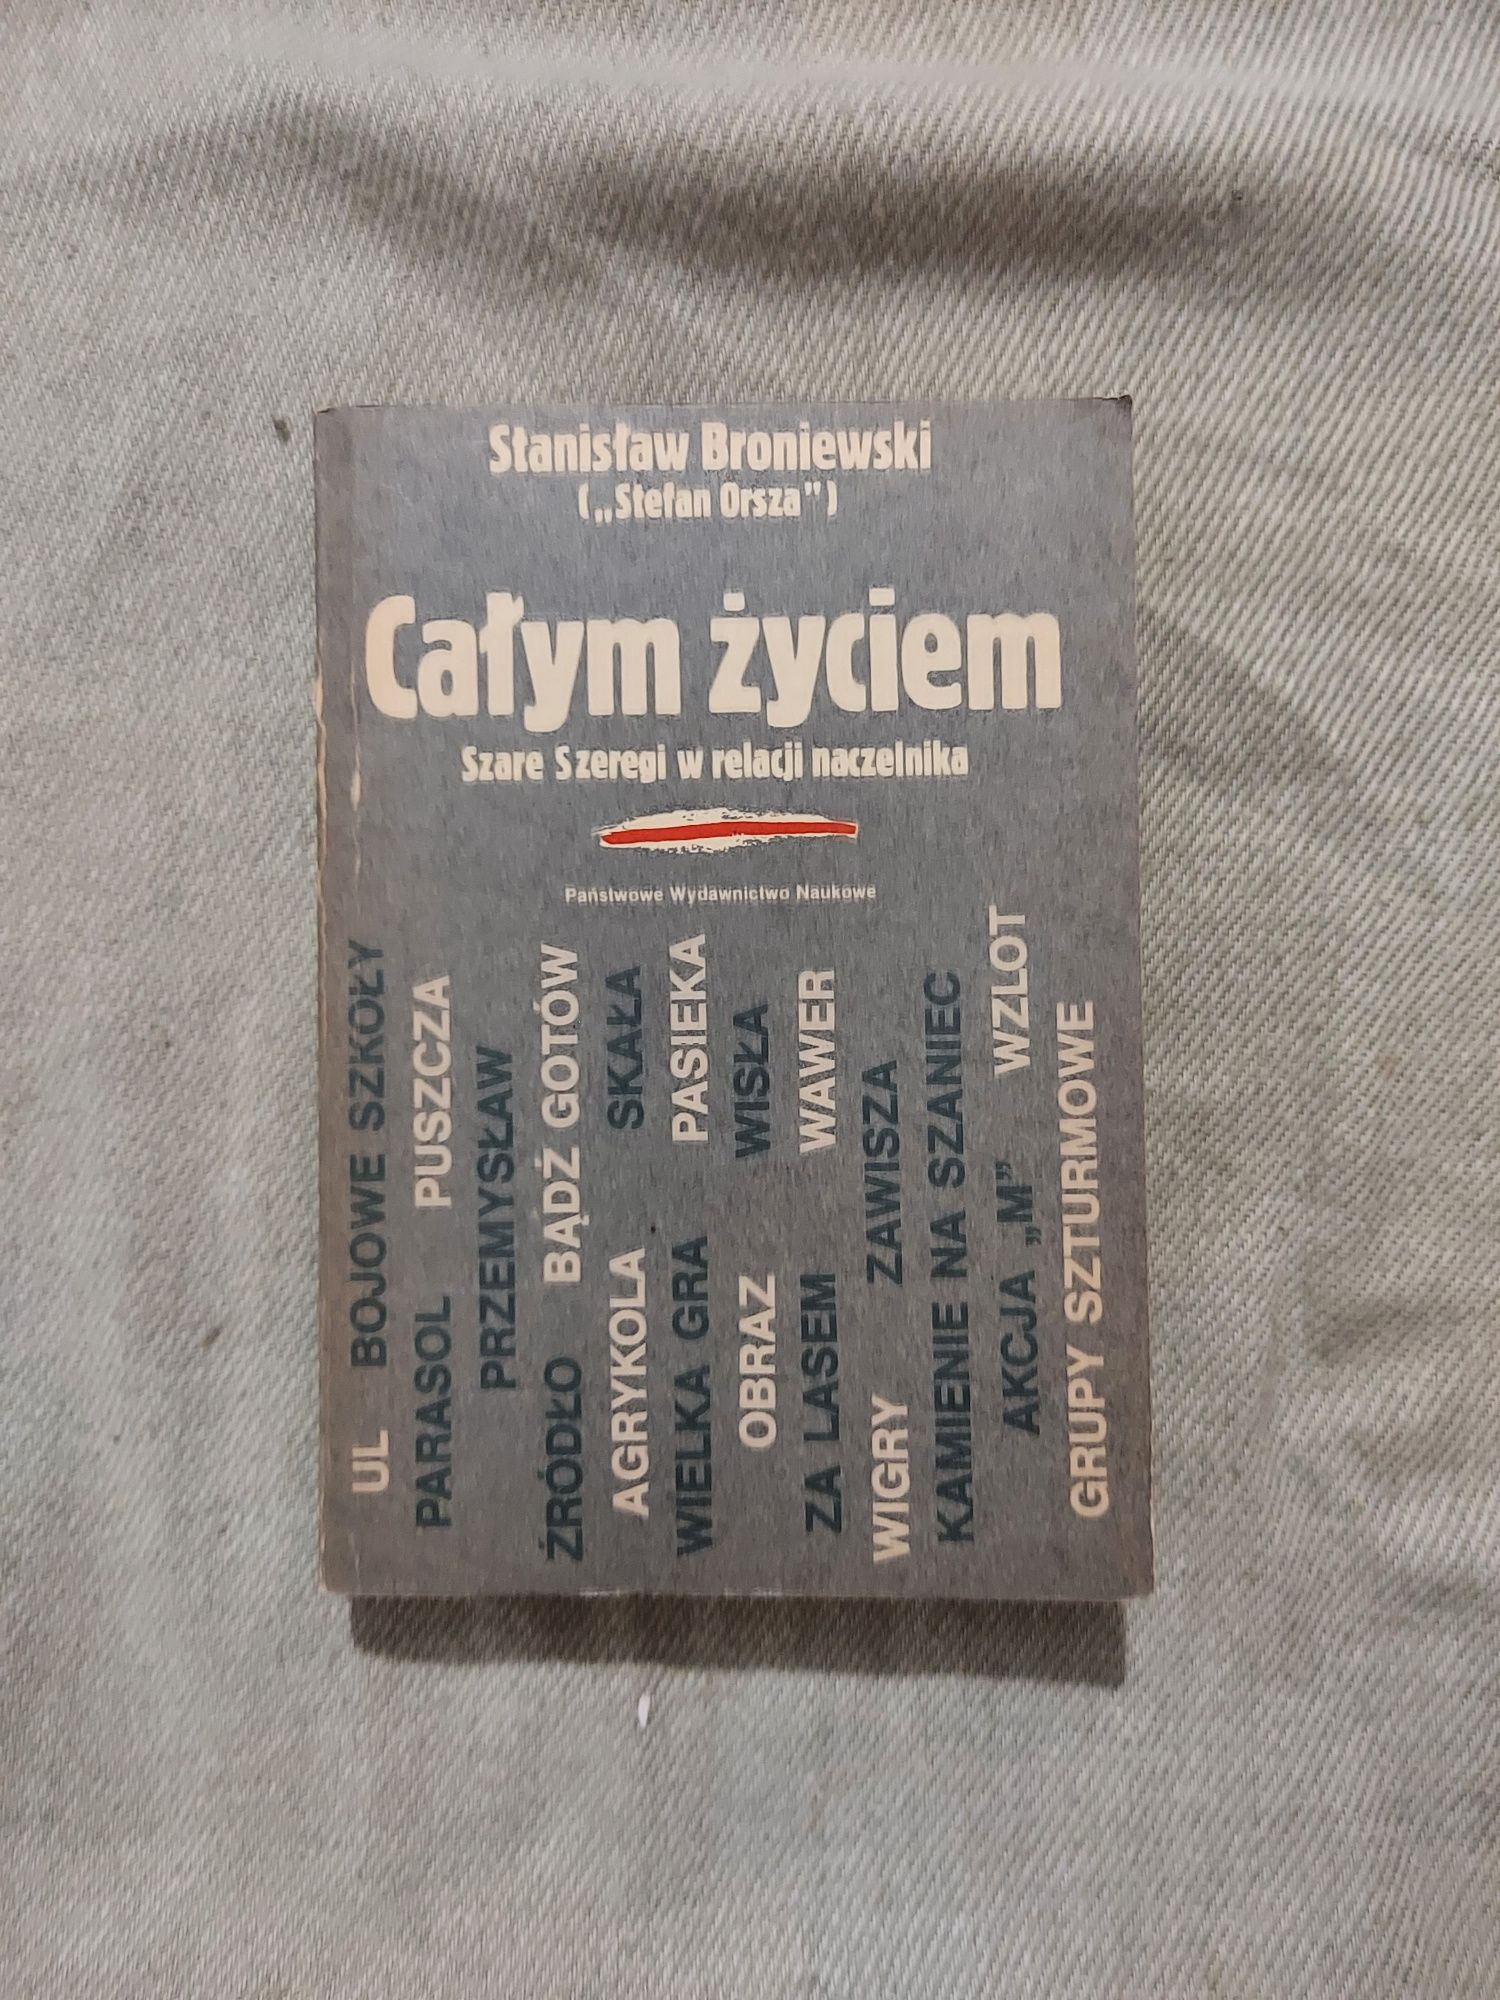 Stanisław Broniewski
(„Stefan Orsza")
Całym życiem
Szare Szeregi w relacji naczelnika
Państwowe Wydawnictwo Naukowe
UL BOJOWE SZKOŁY
PARASOL PUSZCZA
PRZEMYSŁAW
ŹRÓDŁO BĄDŹ GOTÓW
AGRYKOLA SKAŁA
WIELKA GRA PASIEKA
OBRAZ WISŁA
ZA LASEM WAWER
WIGRY ZAWISZA
KAMIENIE NA SZANIEC
AKCJA „M" WZLOT
GRUPY SZTURMOWE